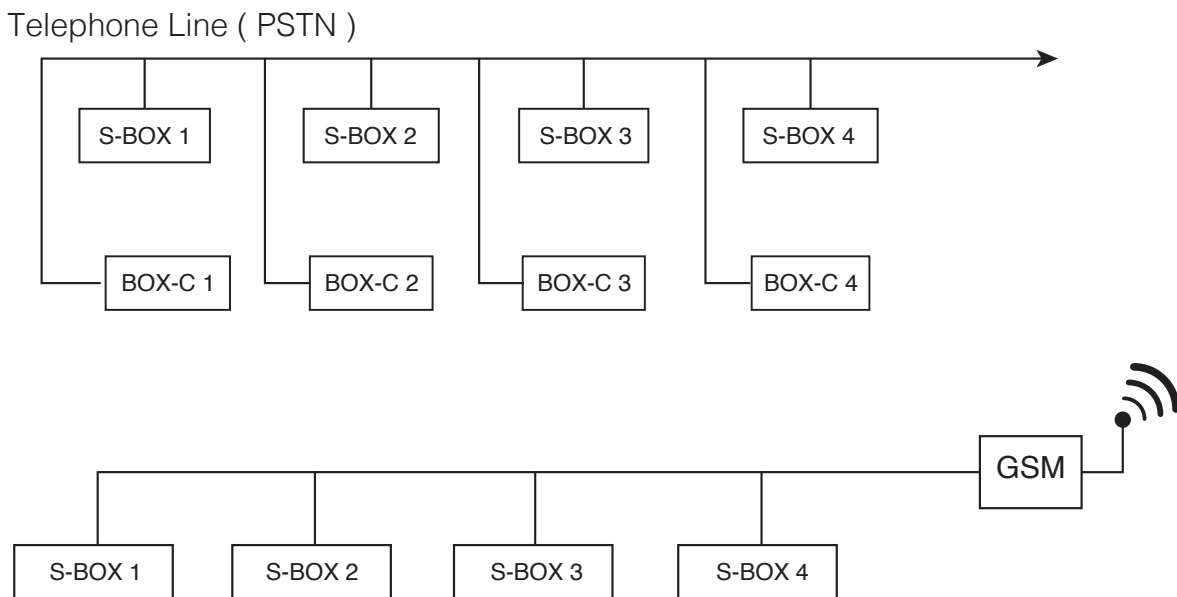 Telephone Line ( PSTN )
S-BOX 1 S-BOX 2 S-BOX 3 S-BOX 4
BOX-C 1 BOX-C 2 BOX-C 3 BOX-C 4
GSM
S-BOX 1 S-BOX 2 S-BOX 3 S-BOX 4